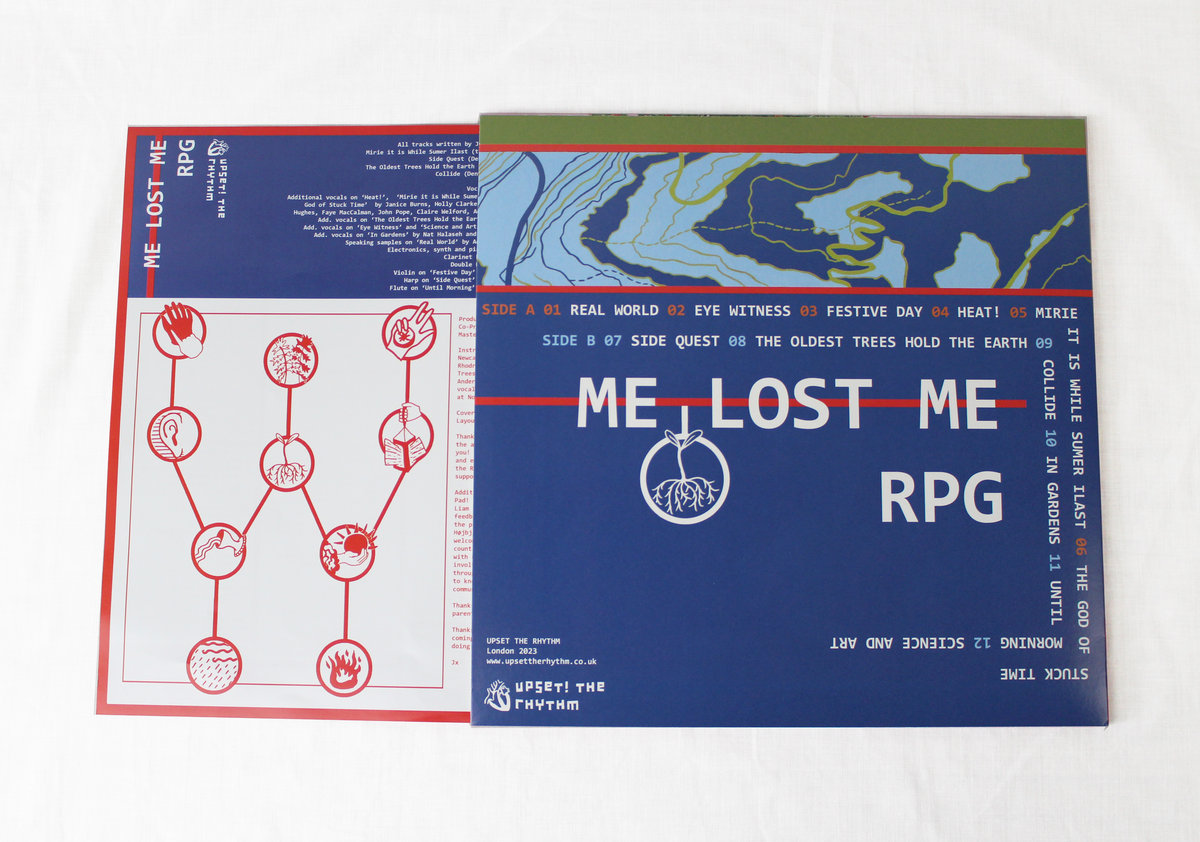 ME LOST ME
RPG
UPSET! THE
RHYTHM
All tracks written by
Mirie it is While Sumer Ilast
Side Quest
The Oldest Trees Hold the Earth
Collide
Additional vocals on 'Heat!', 'Mirie it is While
God of Stuck Time' by Janice Burns, Holly Clarke
Hughes, Faye MacCalman, John Pope, Claire Welford,
Add. vocals on 'The Oldest Trees Hold the
Add. vocals on 'Eye Witness' and 'Science and Art
Add. vocals on 'In Gardens' by Nat Halaseh and
Speaking samples on 'Real World' by
Electronics, synth and
Clarinet
Double
Violin on 'Festive Day'
Harp on 'Side Quest'
Flute on 'Until Morning'
Thank
Thank
coming
doing
Jx
SIDE A 01 REAL WORLD 02 EYE WITNESS 03 FESTIVE DAY 04 HEAT! 05 MIRIE
IT IS WHILE SUMER ILAST 06 THE GOD OF
STUCK TIME
SIDE B 07 SIDE QUEST 08 THE OLDEST TREES HOLD THE EARTH 09
COLLIDE 10 IN GARDENS 11 UNTIL
MORNING 12 SCIENCE AND ART
ME LOST ME
RPG
UPSET THE RHYTHM
London 2023
www.upsettherhythm.co.uk
UPSET! THE
RHYTHM